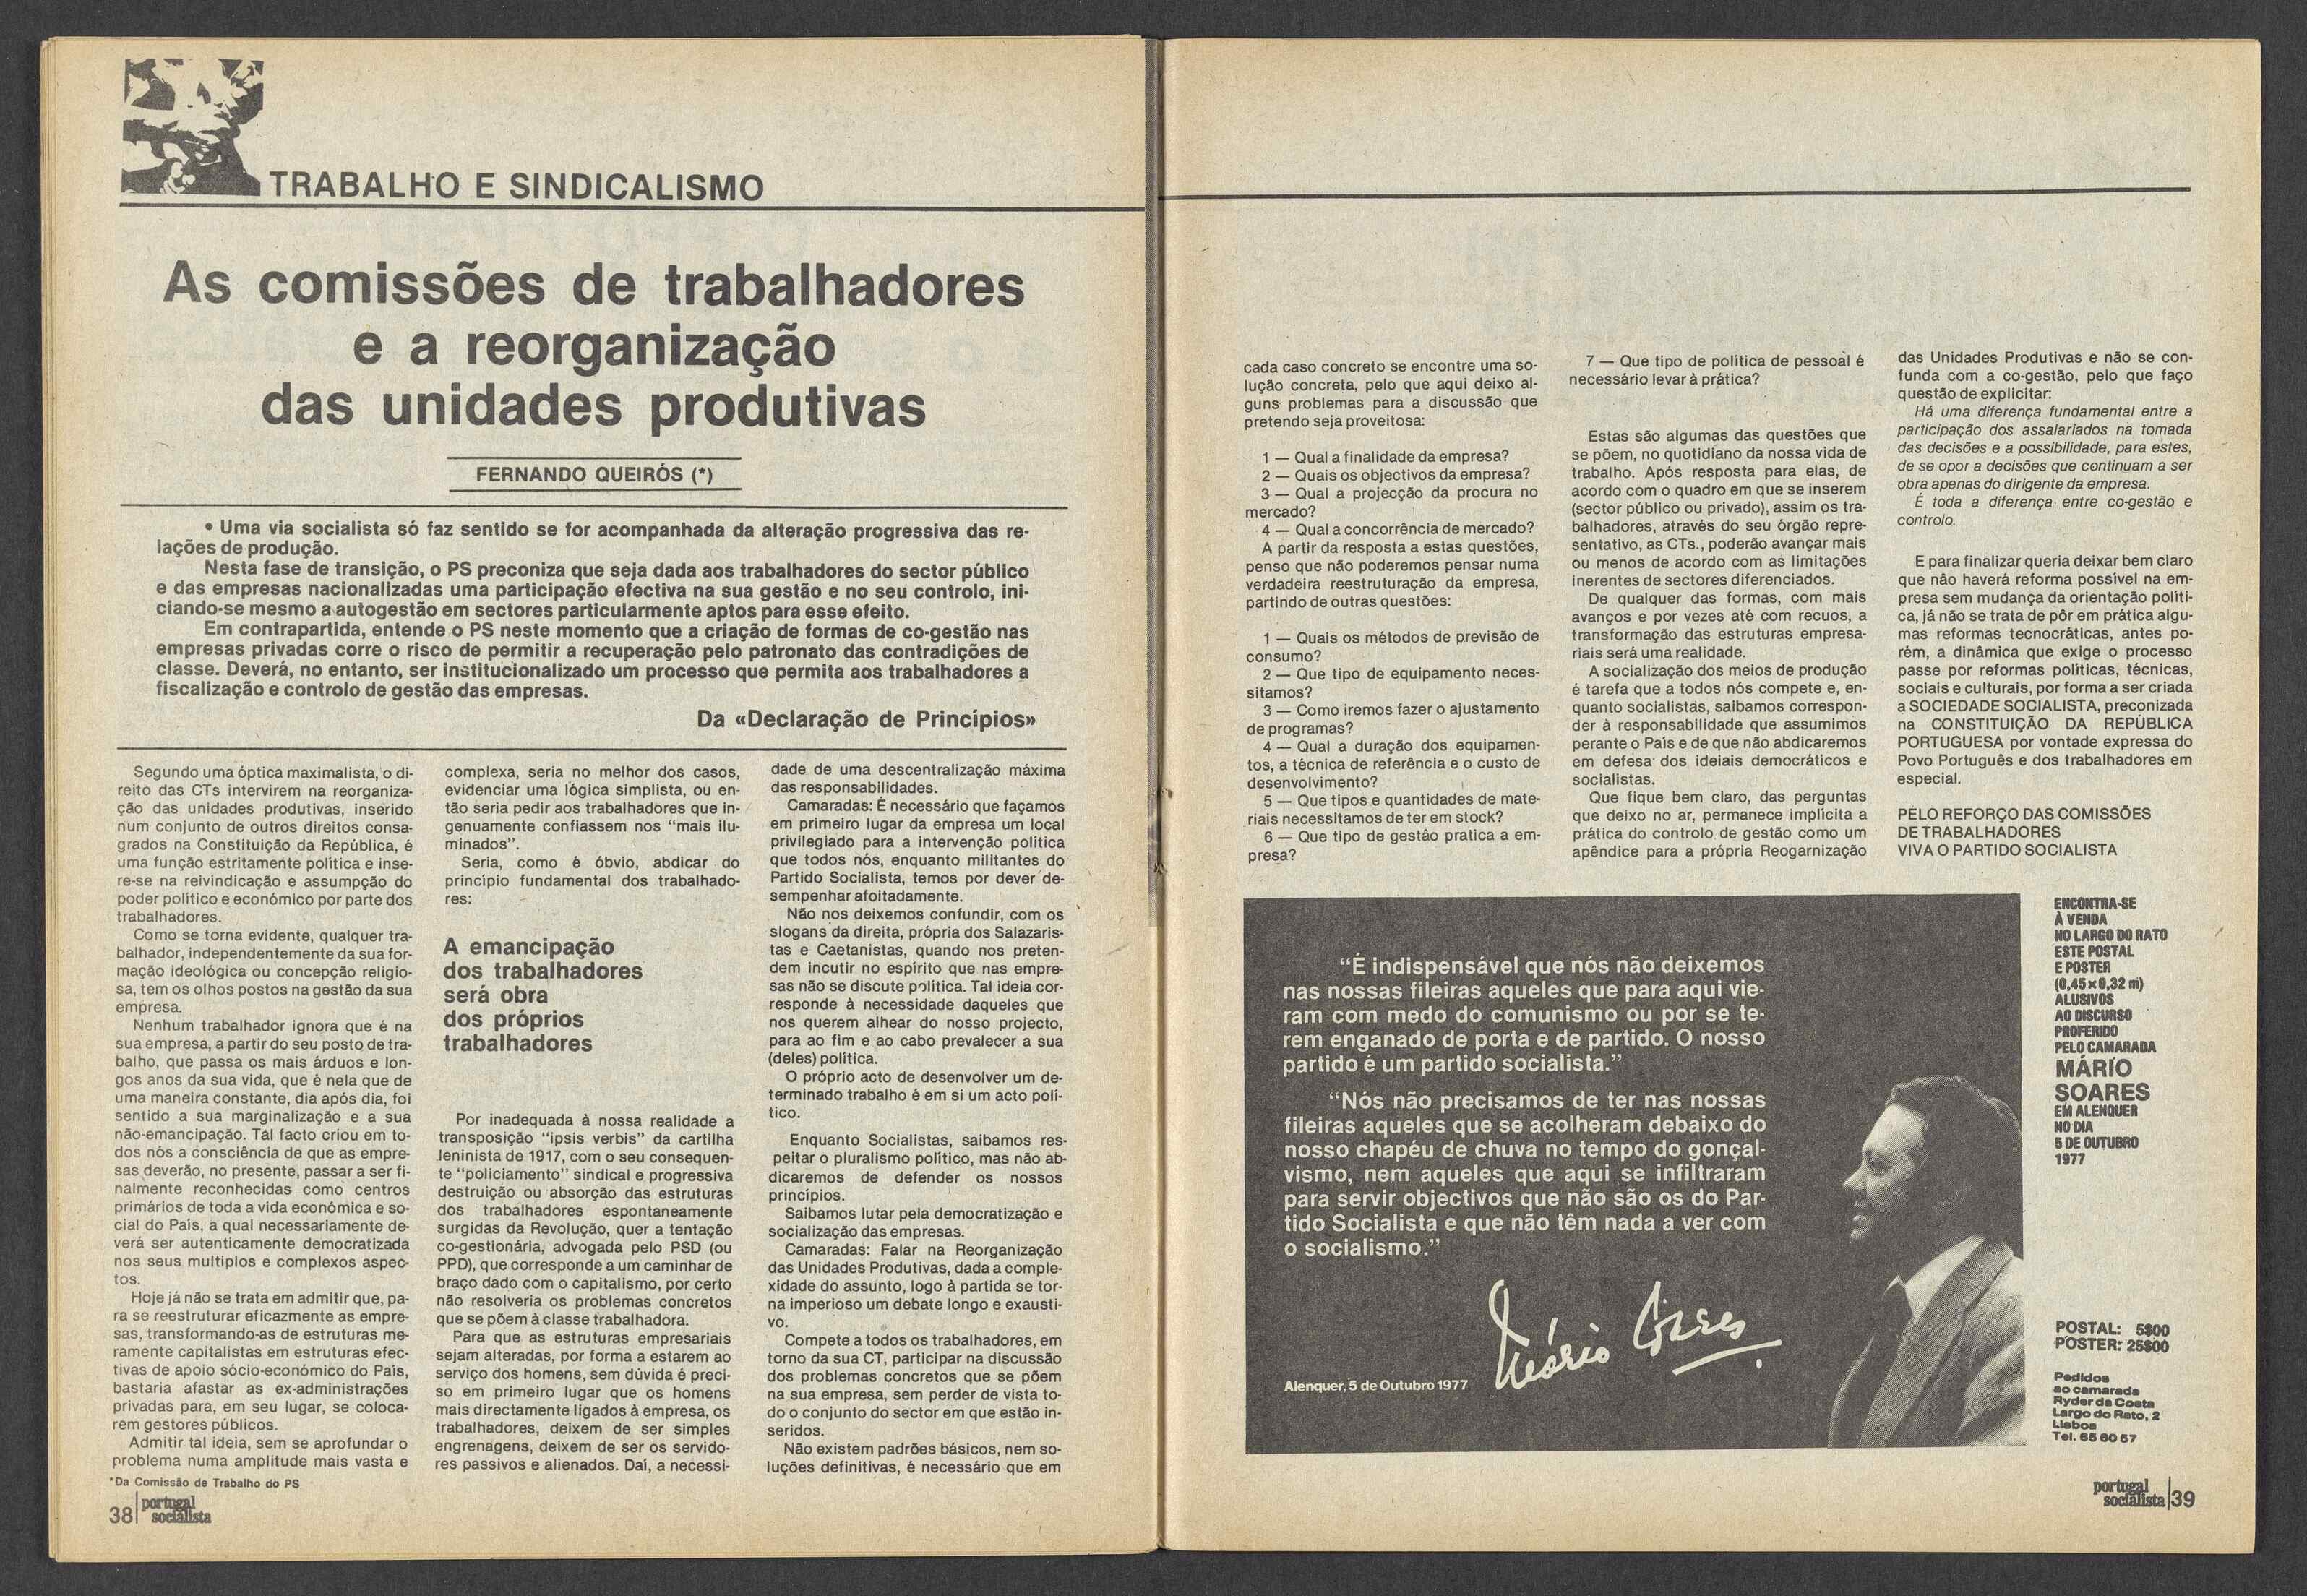 TRABALHO E SINDICALISMO
As comissões de trabalhadores
e a reorganização
das unidades produtivas
FERNANDO QUEIRÓS (*)
• Uma via socialista só faz sentido se for acompanhada da alteração progressiva das re-
lações de produção.
Nesta fase de transição, o PS preconiza que seja dada aos trabalhadores do sector público
e das empresas nacionalizadas uma participação efectiva na sua gestão e no seu controlo, ini-
ciando-se mesmo a autogestão em sectores particularmente aptos para esse efeito.
Em contrapartida, entende o PS neste momento que a criação de formas de co-gestão nas
empresas privadas corre o risco de permitir a recuperação pelo patronato das contradições de
classe. Deverá, no entanto, ser institucionalizado um processo que permita aos trabalhadores a
fiscalização e controlo de gestão das empresas.
Da «Declaração de Princípios»
Segundo uma óptica maximalista, o di-
reito das CTs intervirem na reorganiza-
ção das unidades produtivas, inserido
num conjunto de outros direitos consa-
grados na Constituição da República, é
uma função estritamente política e inse-
re-se na reivindicação e assumpção do
poder político e económico por parte dos
trabalhadores.
Como se torna evidente, qualquer tra-
balhador, independentemente da sua for-
mação ideológica ou concepção religio-
sa, tem os olhos postos na gestão da sua
empresa.
Nenhum trabalhador ignora que é na
sua empresa, a partir do seu posto de tra-
balho, que passa os mais árduos e lon-
gos anos da sua vida, que é nela que de
uma maneira constante, dia após dia, foi
sentido a sua marginalização e a sua
não-emancipação. Tal facto criou em to-
dos nós a consciência de que as empre-
sas deverão, no presente, passar a ser fi-
nalmente reconhecidas como centros
primários de toda a vida económica e so-
cial do País, a qual necessariamente de-
verá ser autenticamente democratizada
nos seus multiplos e complexos aspec-
tos.
Hoje já não se trata em admitir que, pa-
ra se reestruturar eficazmente as empre-
sas, transformando-as de estruturas me-
ramente capitalistas em estruturas efec-
tivas de apoio sócio-económico do País,
bastaria afastar as ex-administrações
privadas para, em seu lugar, se coloca-
rem gestores públicos.
Admitir tal ideia, sem se aprofundar o
problema numa amplitude mais vasta e
*Da Comissão de Trabalho do PS
38 portugal
socialista
complexa, seria no melhor dos casos,
evidenciar uma lógica simplista, ou en-
tão seria pedir aos trabalhadores que in-
genuamente confiassem nos “mais ilu-
minados”.
Seria, como é óbvio, abdicar do
princípio fundamental dos trabalhado-
res:
A emancipação
dos trabalhadores
será obra
dos próprios
trabalhadores
Por inadequada à nossa realidade a
transposição “ipsis verbis” da cartilha
leninista de 1917, com o seu consequen-
te “policiamento” sindical e progressiva
destruição ou absorção das estruturas
dos trabalhadores espontaneamente
surgidas da Revolução, quer a tentação
co-gestionária, advogada pelo PSD (ou
PPD), que corresponde a um caminhar de
braço dado com o capitalismo, por certo
não resolveria os problemas concretos
que se põem à classe trabalhadora.
Para que as estruturas empresariais
sejam alteradas, por forma a estarem ao
serviço dos homens, sem dúvida é preci-
so em primeiro lugar que os homens
mais directamente ligados à empresa, os
trabalhadores, deixem de ser simples
engrenagens, deixem de ser os servido-
res passivos e alienados. Daí, a necessi-
dade de uma descentralização máxima
das responsabilidades.
Camaradas: É necessário que façamos
em primeiro lugar da empresa um local
privilegiado para a intervenção política
que todos nós, enquanto militantes do
Partido Socialista, temos por dever de-
sempenhar afoitadamente.
Não nos deixemos confundir, com os
slogans da direita, própria dos Salazaris-
tas e Caetanistas, quando nos preten-
dem incutir no espírito que nas empre-
sas não se discute política. Tal ideia cor-
responde à necessidade daqueles que
nos querem alhear do nosso projecto,
para ao fim e ao cabo prevalecer a sua
(deles) política.
O próprio acto de desenvolver um de-
terminado trabalho é em si um acto polí-
tico.
Enquanto Socialistas, saibamos res-
peitar o pluralismo político, mas não ab-
dicaremos de defender os nossos
princípios.
Saibamos lutar pela democratização e
socialização das empresas.
Camaradas: Falar na Reorganização
das Unidades Produtivas, dada a comple-
xidade do assunto, logo à partida se tor-
na imperioso um debate longo e exausti-
vo.
Compete a todos os trabalhadores, em
torno da sua CT, participar na discussão
dos problemas concretos que se põem
na sua empresa, sem perder de vista to-
do o conjunto do sector em que estão in-
seridos.
Não existem padrões básicos, nem so-
luções definitivas, é necessário que em
cada caso concreto se encontre uma so-
lução concreta, pelo que aqui deixo al-
guns problemas para a discussão que
pretendo seja proveitosa:
1 — Qual a finalidade da empresa?
2 — Quais os objectivos da empresa?
3 — Qual a projecção da procura no
mercado?
4 — Qual a concorrência de mercado?
A partir da resposta a estas questões,
penso que não poderemos pensar numa
verdadeira reestruturação da empresa,
partindo de outras questões:
1 — Quais os métodos de previsão de
consumo?
2 — Que tipo de equipamento neces-
sitamos?
3 — Como iremos fazer o ajustamento
de programas?
4 — Qual a duração dos equipamen-
tos, a técnica de referência e o custo de
desenvolvimento?
5 — Que tipos e quantidades de mate-
riais necessitamos de ter em stock?
6 — Que tipo de gestão pratica a em-
presa?
7 — Que tipo de política de pessoal é
necessário levar à prática?
Estas são algumas das questões que
se põem, no quotidiano da nossa vida de
trabalho. Após resposta para elas, de
acordo com o quadro em que se inserem
(sector público ou privado), assim os tra-
balhadores, através do seu órgão repre-
sentativo, as CTs., poderão avançar mais
ou menos de acordo com as limitações
inerentes de sectores diferenciados.
De qualquer das formas, com mais
avanços e por vezes até com recuos, a
transformação das estruturas empresa-
riais será uma realidade.
A socialização dos meios de produção
é tarefa que a todos nós compete e, en-
quanto socialistas, saibamos correspon-
der à responsabilidade que assumimos
perante o País e de que não abdicaremos
em defesa dos ideiais democráticos e
socialistas.
Que fique bem claro, das perguntas
que deixo no ar, permanece implícita a
prática do controlo de gestão como um
apêndice para a própria Reogarnização
das Unidades Produtivas e não se con-
funda com a co-gestão, pelo que faço
questão de explicitar:
Há uma diferença fundamental entre a
participação dos assalariados na tomada
das decisões e a possibilidade, para estes,
de se opor a decisões que continuam a ser
obra apenas do dirigente da empresa.
É toda a diferença entre co-gestão e
controlo.
E para finalizar queria deixar bem claro
que não haverá reforma possível na em-
presa sem mudança da orientação políti-
ca, já não se trata de pôr em prática algu-
mas reformas tecnocráticas, antes po-
rém, a dinâmica que exige o processo
passe por reformas políticas, técnicas,
sociais e culturais, por forma a ser criada
a SOCIEDADE SOCIALISTA, preconizada
na CONSTITUIÇÃO DA REPÚBLICA
PORTUGUESA por vontade expressa do
Povo Português e dos trabalhadores em
especial.
PELO REFORÇO DAS COMISSÕES
DE TRABALHADORES
VIVA O PARTIDO SOCIALISTA
“É indispensável que nós não deixemos
nas nossas fileiras aqueles que para aqui vie-
ram com medo do comunismo ou por se te-
rem enganado de porta e de partido. O nosso
partido é um partido socialista.”
“Nós não precisamos de ter nas nossas
fileiras aqueles que se acolheram debaixo do
nosso chapéu de chuva no tempo do gonçal-
vismo, nem aqueles que aqui se infiltraram
para servir objectivos que não são os do Par-
tido Socialista e que não têm nada a ver com
o socialismo.”
Mário Soares
Alenquer, 5 de Outubro 1977
ENCONTRA-SE
À VENDA
NO LARGO DO RATO
ESTE POSTAL
E POSTER
(0,45×0,32 m)
ALUSIVOS
AO DISCURSO
PROFERIDO
PELO CAMARADA
MÁRIO
SOARES
EM ALENQUER
NO DIA
5 DE OUTUBRO
1977
POSTAL: 5$00
POSTER: 25$00
Pedidos
ao camarada
Ryder da Costa
Largo do Rato, 2
Lisboa
Tel. 65 60 57
portugal
socialista 39